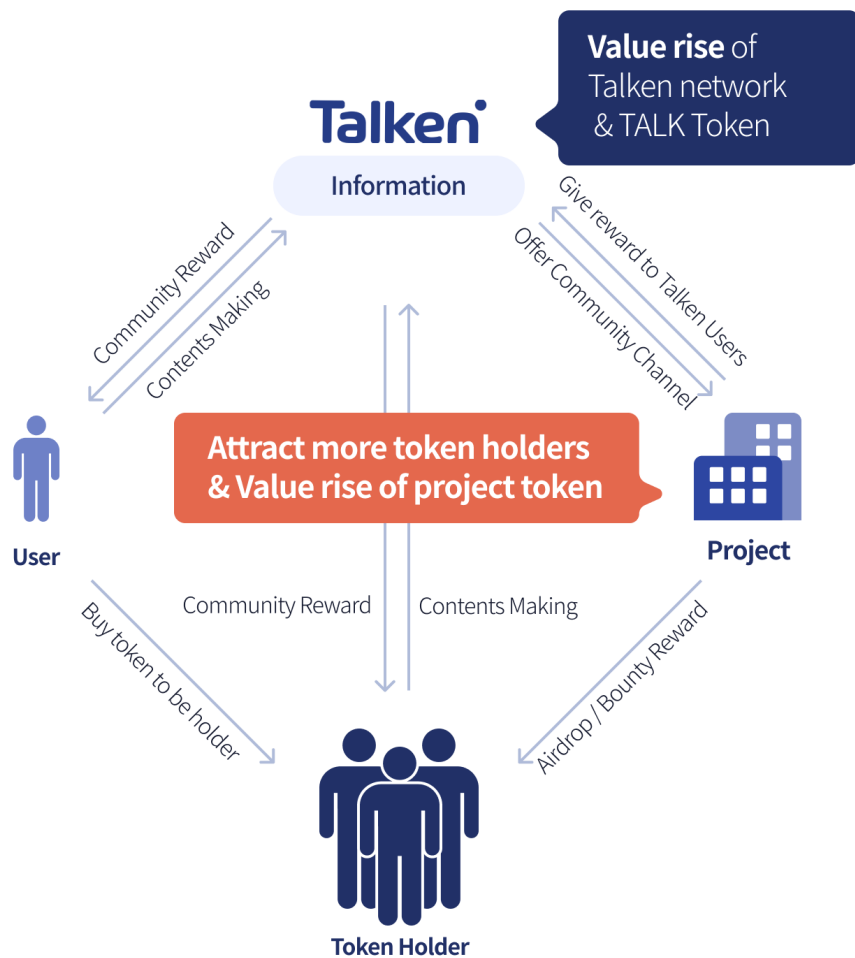 Value rise of
Talken network
& TALK Token
Talken
Information
Community Reward
Contents Making
Give reward to Talken Users
Offer Community Channel
Attract more token holders
& Value rise of project token
User
Project
Community Reward
Contents Making
Buy token to be holder
Airdrop / Bounty Reward
Token Holder